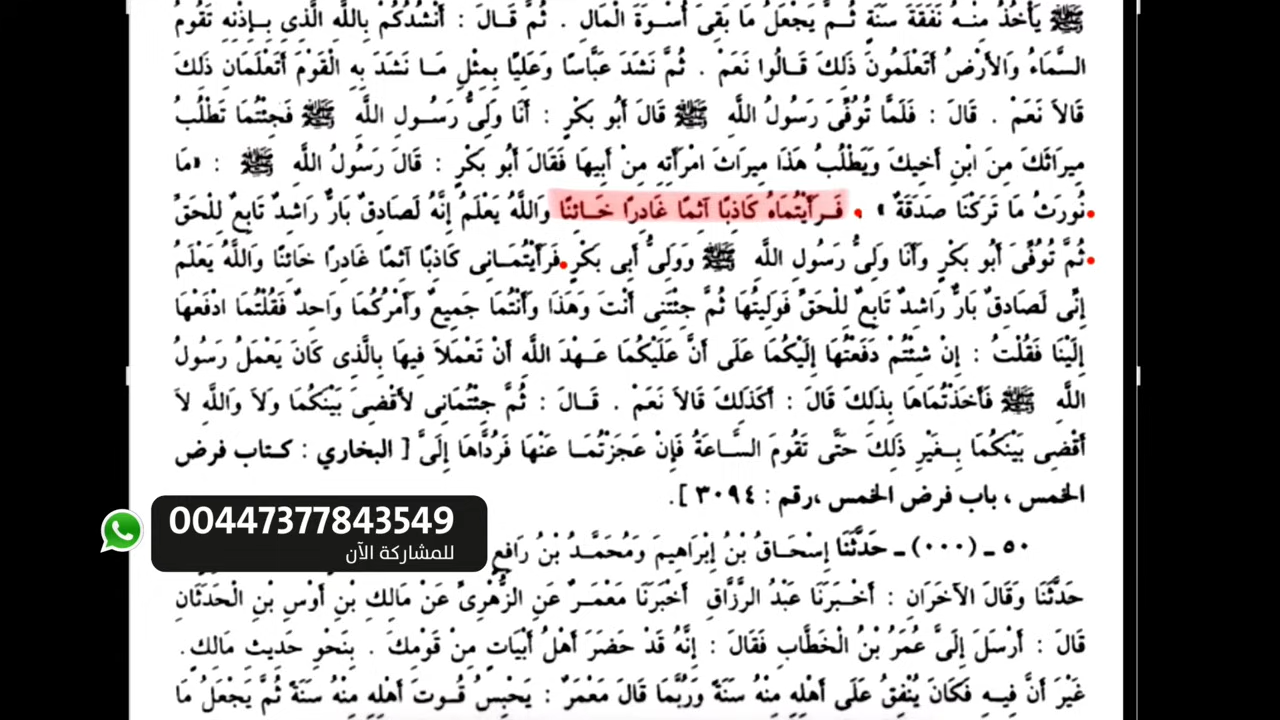 ﷺ يَأْخُذُ مِنْهُ نَفَقَةَ سَنَةٍ ثُمَّ يَجْعَلُ مَا بَقِىَ أُسْوَةَ الْمَالِ . ثُمَّ قَالَ : أَنْشُدُكُمْ بِاللَّهِ الَّذِى بِإِذْنِهِ تَقُومُ
السَّمَاءُ وَالأَرْضُ أَتَعْلَمُونَ ذَلِكَ قَالُوا نَعَمْ . ثُمَّ نَشَدَ عَبَّاسًا وَعَلِيًا بِمِثْلِ مَا نَشَدَ بِهِ الْقَوْمَ أَتَعْلَمَانِ ذَلِكَ
قَالاَ نَعَمْ . قَالَ : فَلَمَّا تُوُفِّىَ رَسُولُ اللَّهِ ﷺ قَالَ أَبُو بَكْرٍ : أَنَا وَلِىُّ رَسُولِ اللَّهِ ﷺ فَجِئْتُمَا تَطْلُبُ
مِيرَاثَكَ مِنَ ابْنِ أَخِيكَ وَيَطْلُبُ هَذَا مِيرَاثَ امْرَأَتِهِ مِنْ أَبِيهَا فَقَالَ أَبُو بَكْرٍ : قَالَ رَسُولُ اللَّهِ ﷺ : «مَا
نُورَثُ مَا تَرَكْنَا صَدَقَةٌ » فَرَأَيْتُمَاهُ كَاذِبًا آثِمًا غَادِرًا خَائِنًا وَاللَّهُ يَعْلَمُ إِنَّهُ لَصَادِقٌ بَارٌّ رَاشِدٌ تَابِعٌ لِلْحَقِّ
ثُمَّ تُوُفِّىَ أَبُو بَكْرٍ وَأَنَا وَلِىُّ رَسُولِ اللَّهِ ﷺ وَوَلِىُّ أَبِى بَكْرٍ فَرَأَيْتُمَانِى كَاذِبًا آثِمًا غَادِرًا خَائِنًا وَاللَّهُ يَعْلَمُ
إِنِّى لَصَادِقٌ بَارٌّ رَاشِدٌ تَابِعٌ لِلْحَقِّ فَوَلِيتُهَا ثُمَّ جِئْتَنِى أَنْتَ وَهَذَا وَأَنْتُمَا جَمِيعٌ وَأَمْرُكُمَا وَاحِدٌ فَقُلْتُمَا ادْفَعْهَا
إِلَيْنَا فَقُلْتُ : إِنْ شِئْتُمْ دَفَعْتُهَا إِلَيْكُمَا عَلَى أَنَّ عَلَيْكُمَا عَهْدَ اللَّهِ أَنْ تَعْمَلاَ فِيهَا بِالَّذِى كَانَ يَعْمَلُ رَسُولُ
اللَّهِ ﷺ فَأَخَذْتُمَاهَا بِذَلِكَ قَالَ : أَكَذَلِكَ قَالاَ نَعَمْ . قَالَ : ثُمَّ جِئْتُمَانِى لأَقْضِىَ بَيْنَكُمَا وَلاَ وَاللَّهِ لاَ
أَقْضِى بَيْنَكُمَا بِغَيْرِ ذَلِكَ حَتَّى تَقُومَ السَّاعَةُ فَإِنْ عَجَزْتُمَا عَنْهَا فَرُدَّاهَا إِلَىَّ [ البخاري : كتاب فرض
الخمس ، باب فرض الخمس ،رقم : ٣٠٩٤ ].
00447377843549
للمشاركة الآن
٥٠ ـ (٠٠٠) ـ حَدَّثَنَا إِسْحَاقُ بْنُ إِبْرَاهِيمَ وَمُحَمَّدُ بْنُ رَافِعٍ
حَدَّثَنَا وَقَالَ الآخَرَانِ : أَخْبَرَنَا عَبْدُ الرَّزَّاقِ أَخْبَرَنَا مَعْمَرٌ عَنِ الزُّهْرِىِّ عَنْ مَالِكِ بْنِ أَوْسِ بْنِ الْحَدَثَانِ
قَالَ : أَرْسَلَ إِلَىَّ عُمَرُ بْنُ الْخَطَّابِ فَقَالَ : إِنَّهُ قَدْ حَضَرَ أَهْلُ أَبْيَاتٍ مِنْ قَوْمِكَ . بِنَحْوِ حَدِيثِ مَالِكٍ.
غَيْرَ أَنَّ فِيهِ فَكَانَ يُنْفِقُ عَلَى أَهْلِهِ مِنْهُ سَنَةً وَرُبَّمَا قَالَ مَعْمَرٌ : يَحْبِسُ قُوتَ أَهْلِهِ مِنْهُ سَنَةً ثُمَّ يَجْعَلُ مَا